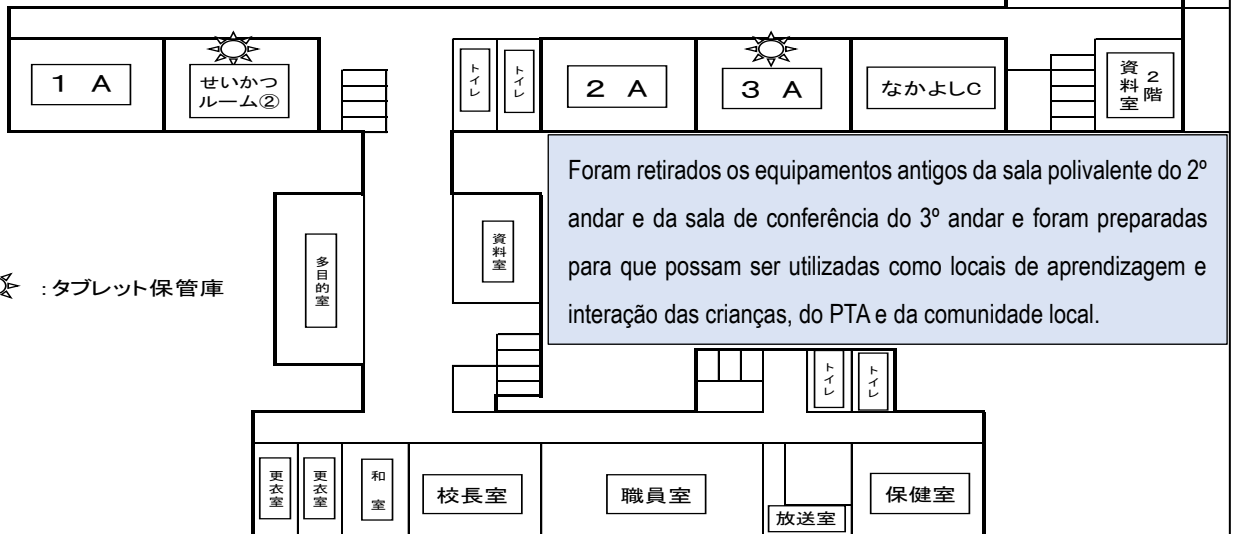 1 A
せいかつ
ルーム②
トイレ
トイレ
2 A
3 A
なかよしC
資料室
2階
Foram retirados os equipamentos antigos da sala polivalente do 2º
andar e da sala de conferência do 3º andar e foram preparadas
para que possam ser utilizadas como locais de aprendizagem e
interação das crianças, do PTA e da comunidade local.
多目的室
資料室
:タブレット保管庫
トイレ
トイレ
更衣室
更衣室
和室
校長室
職員室
放送室
保健室